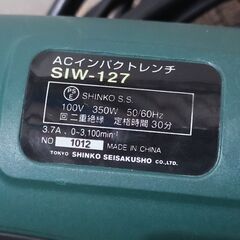 ACインパクトレンチ
SIW-127
PS E SHINKO S.S.
100V 350W 50/60Hz
回二重絶縁 定格時間 30分
3.7A 0-3,100min⁻¹
NO 1012 MADE IN CHINA
TOKYO SHINKO SEISAKUSHO CO.,LTD.